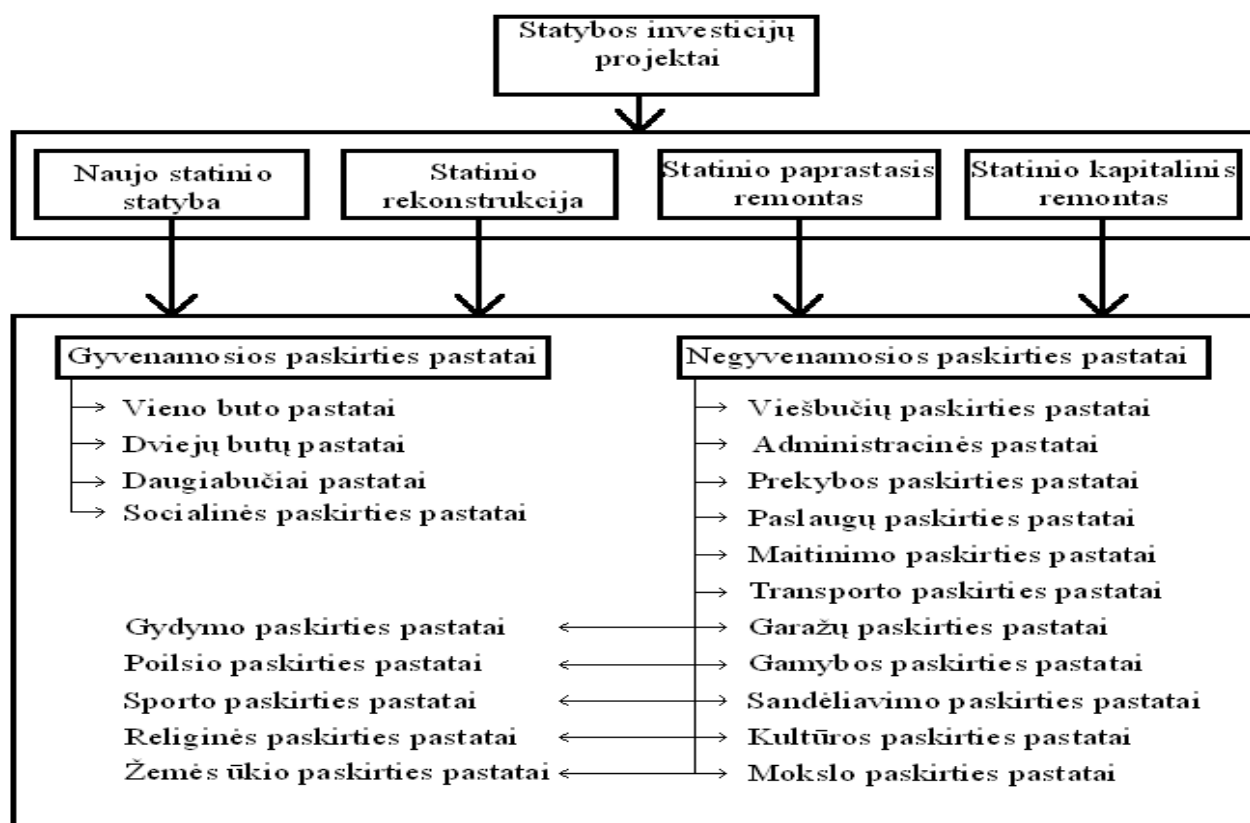 Statybos investicijų
projektai
Naujo statinio
statyba
Statinio
rekonstrukcija
Statinio paprastasis
remontas
Statinio kapitalinis
remontas
Gyvenamosios paskirties pastatai
Vieno buto pastatai
Dviejų butų pastatai
Daugiabučiai pastatai
Socialinės paskirties pastatai
Negyvenamosios paskirties pastatai
Viešbučių paskirties pastatai
Administracinės pastatai
Prekybos paskirties pastatai
Paslaugų paskirties pastatai
Maitinimo paskirties pastatai
Transporto paskirties pastatai
Gydymo paskirties pastatai
Garažų paskirties pastatai
Poilsio paskirties pastatai
Gamybos paskirties pastatai
Sporto paskirties pastatai
Sandėliavimo paskirties pastatai
Religinės paskirties pastatai
Kultūros paskirties pastatai
Žemės ūkio paskirties pastatai
Mokslo paskirties pastatai